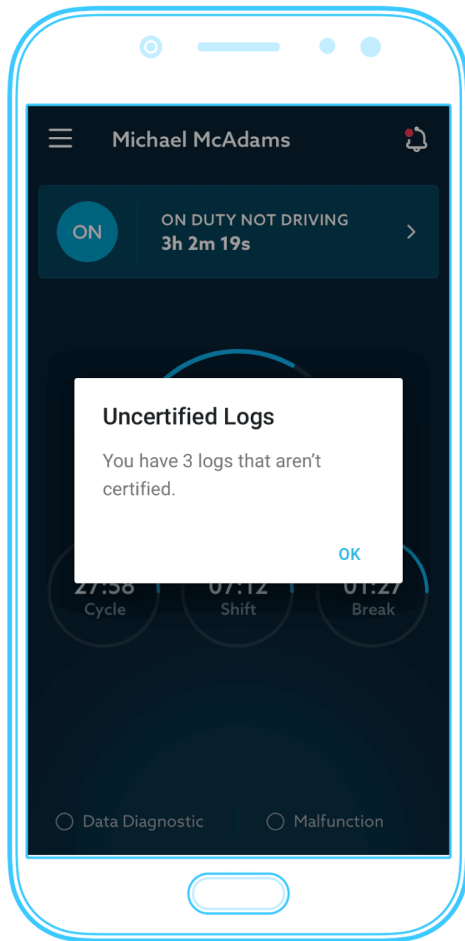 Michael McAdams
ON
ON DUTY NOT DRIVING
3h 2m 19s
Uncertified Logs
You have 3 logs that aren’t
certified.
OK
27:58
07:12
01:27
Cycle
Shift
Break
Data Diagnostic
Malfunction